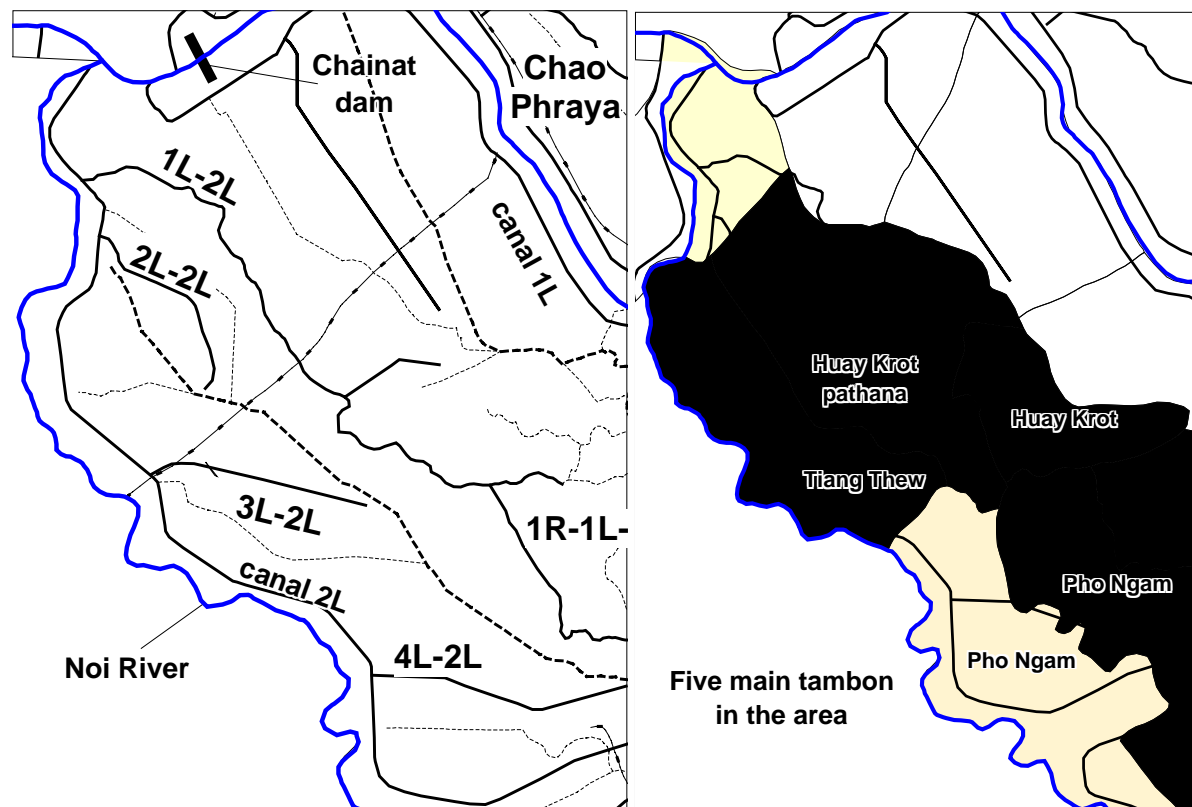 Chainat
dam
Chao
Phraya
1L-2L
canal 1L
2L-2L
3L-2L
1R-1L-
canal 2L
Noi River
4L-2L
Huay Krot
pathana
Huay Krot
Tiang Thew
Pho Ngam
Pho Ngam
Five main tambon
in the area